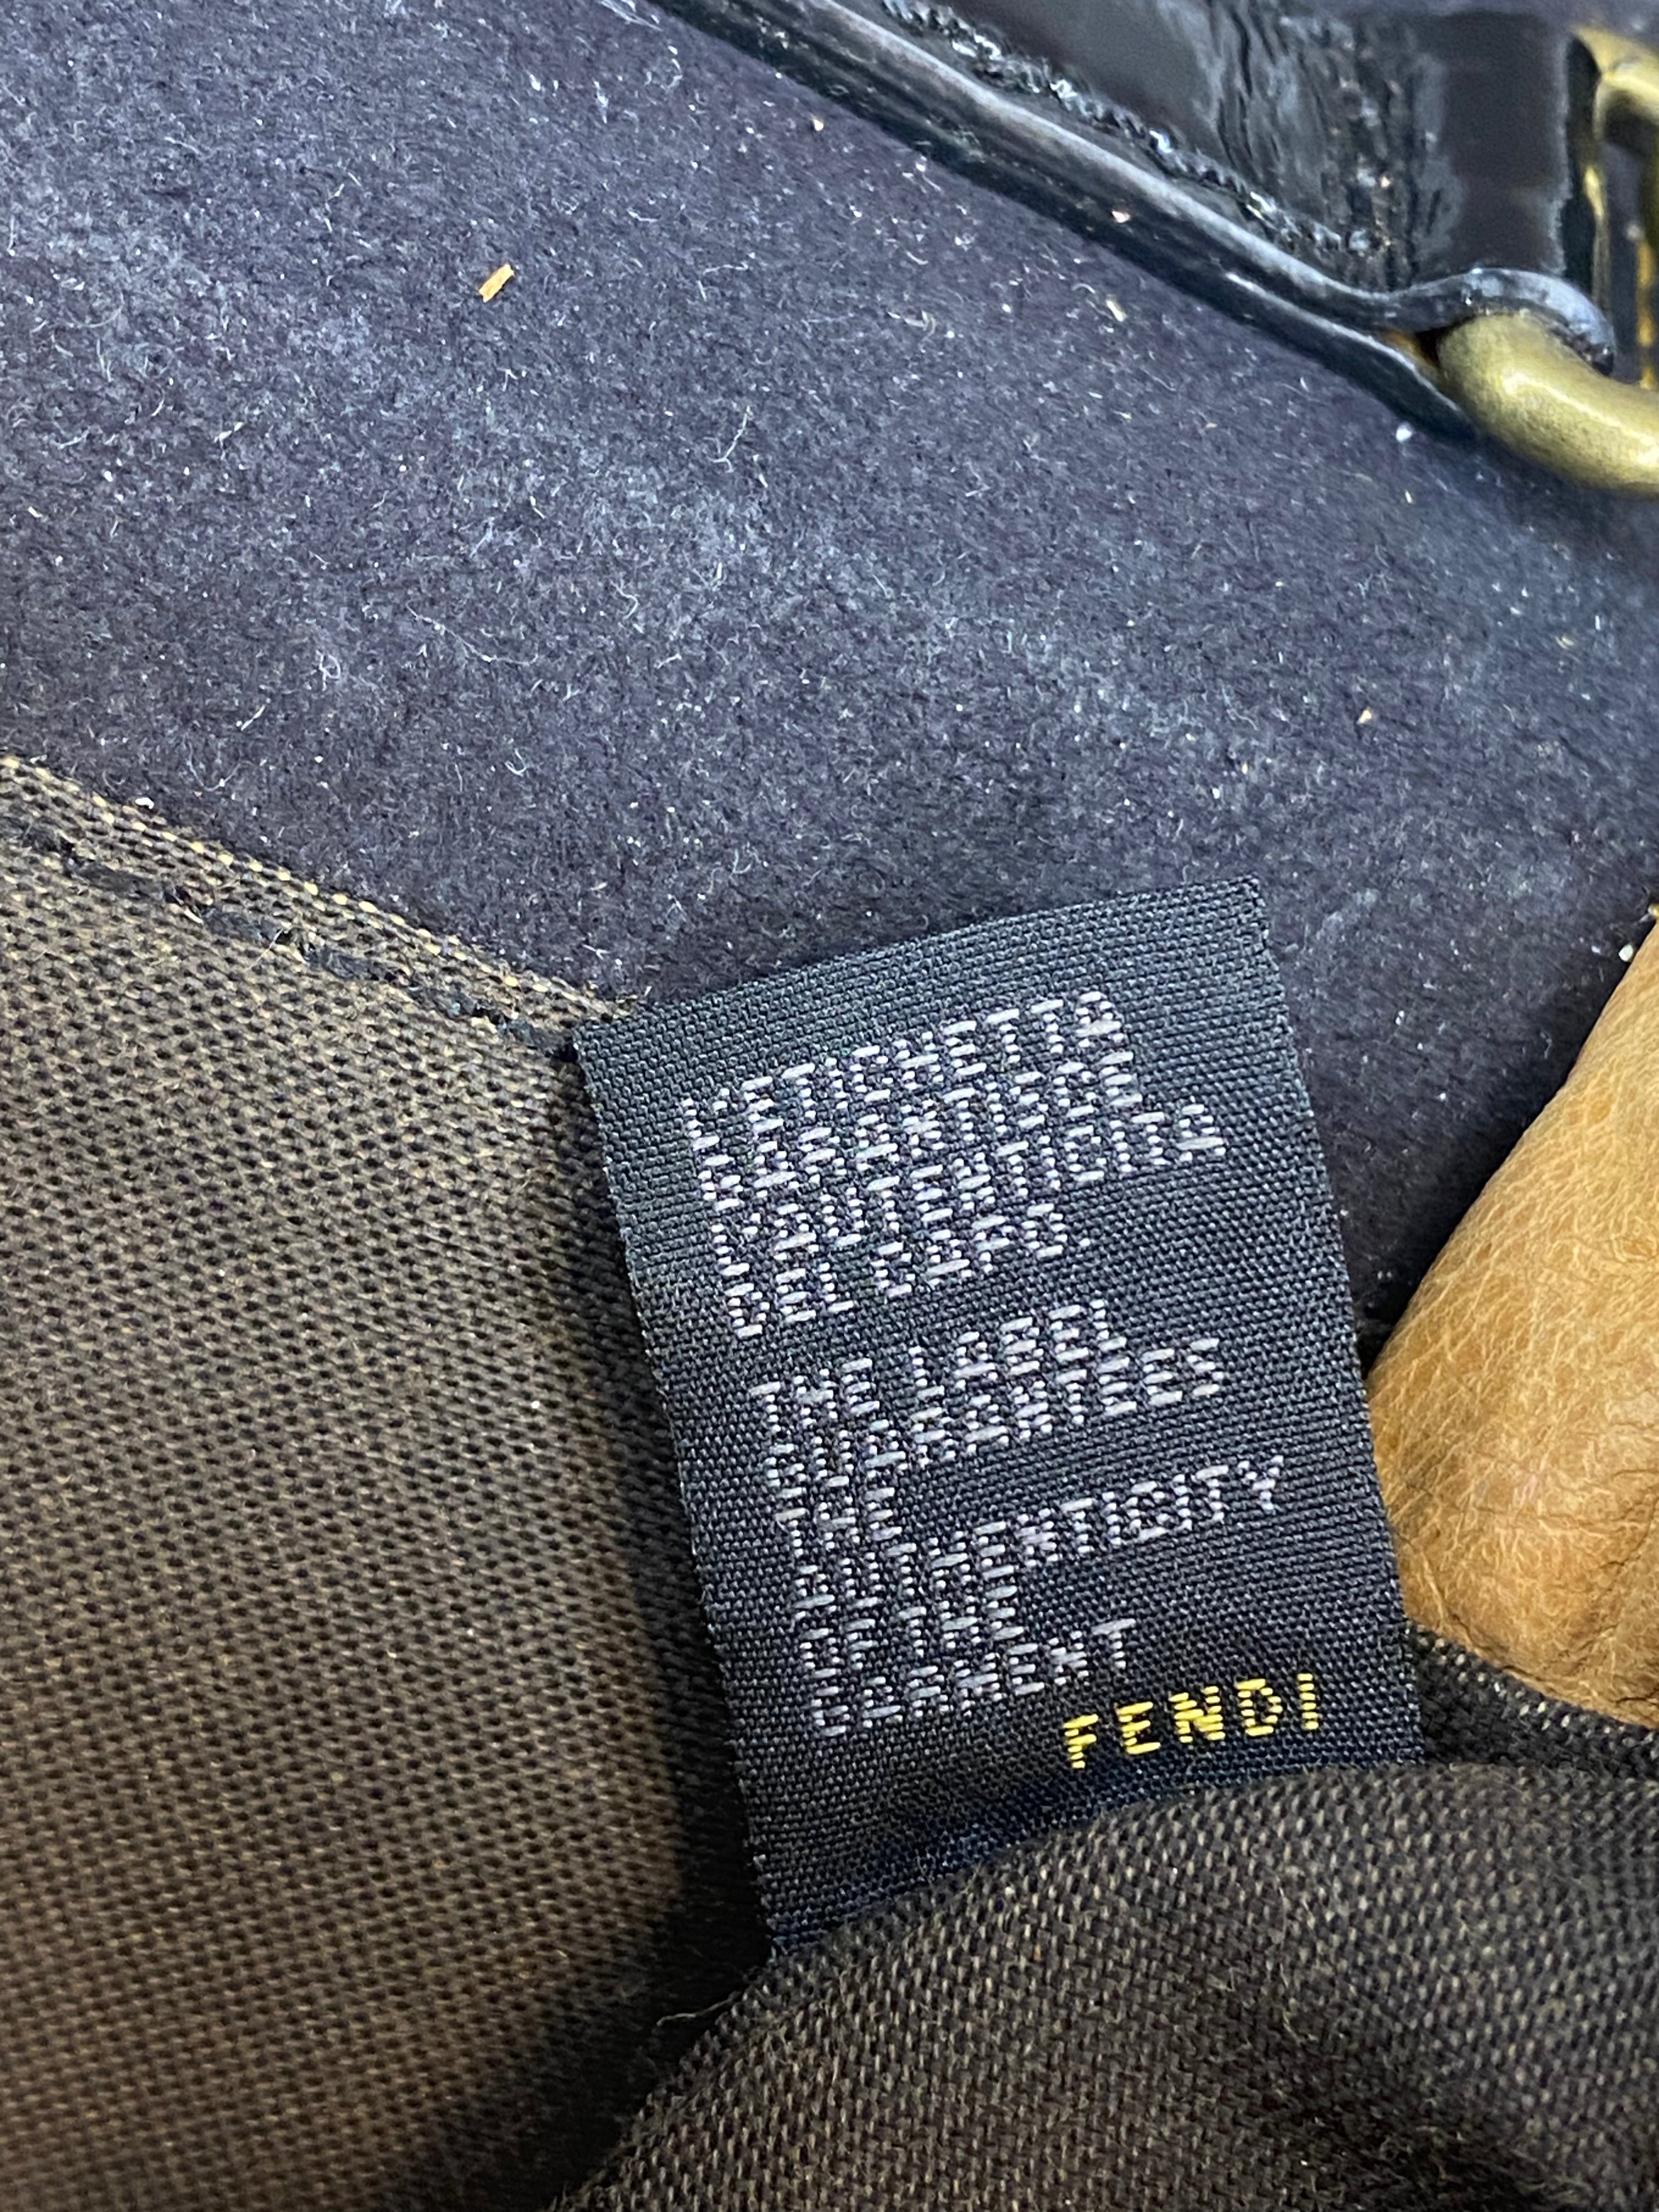 L'ETICHETTA
GARANTISCE
L'AUTENTICITA
DEL CAPO.
THE LABEL
GUARANTEES
THE
AUTHENTICITY
OF THE
GARMENT
FENDI